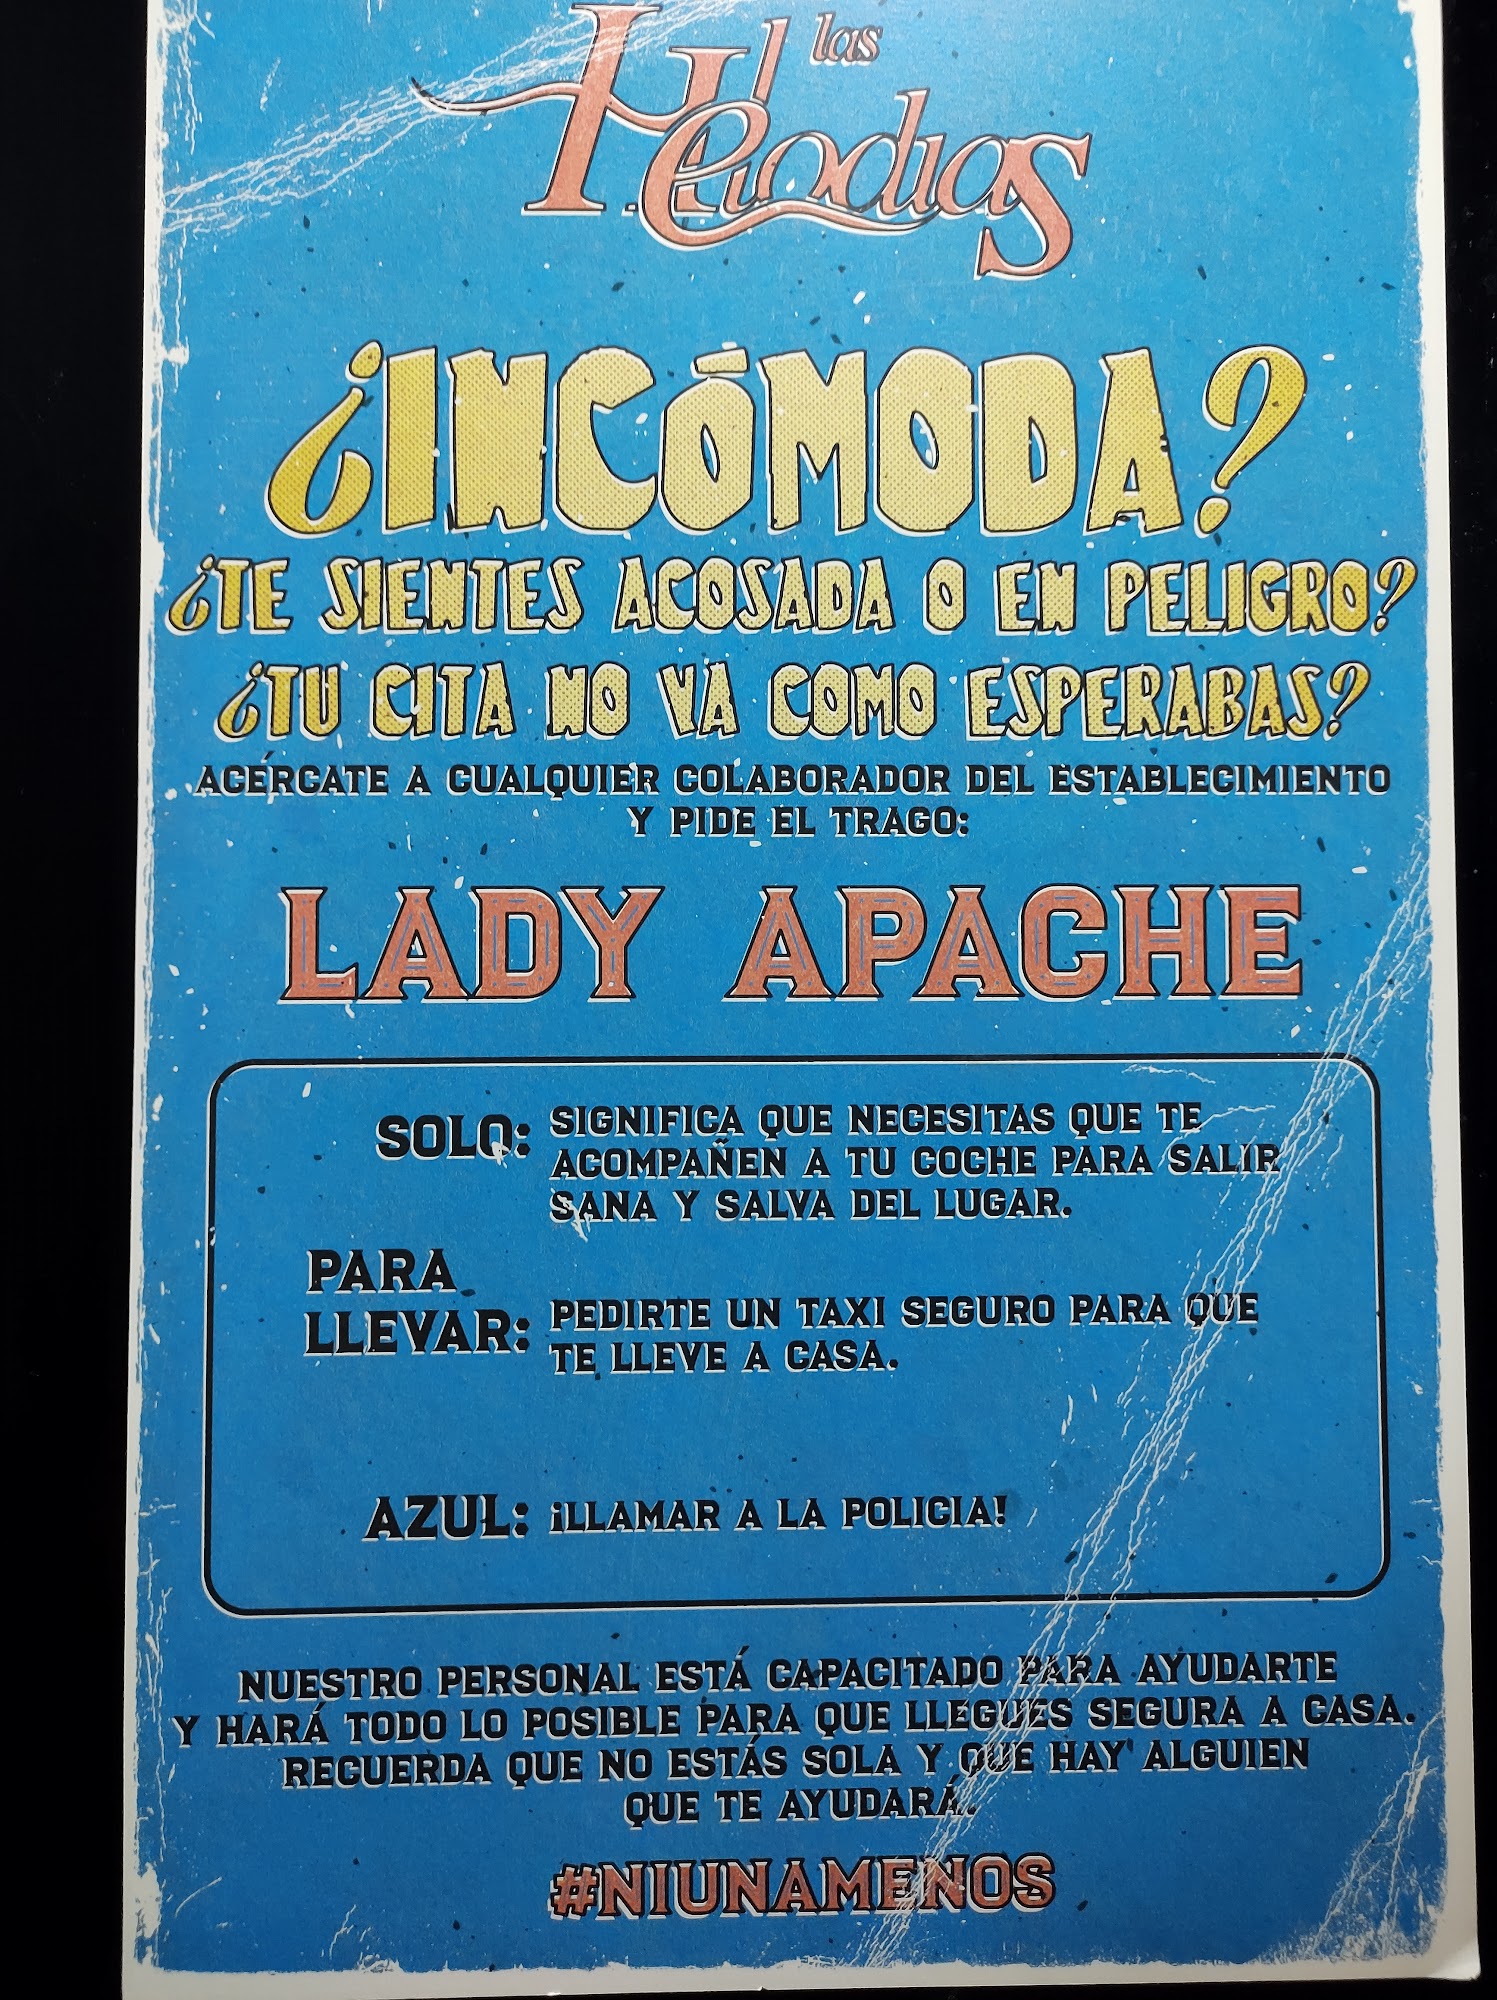 las
Heliodias
¿INCÓMODA?
¿TE SIENTES ACOSADA O EN PELIGRO?
¿TU CITA NO VA COMO ESPERABAS?
ACÉRCATE A CUALQUIER COLABORADOR DEL ESTABLECIMIENTO
Y PIDE EL TRAGO:
LADY APACHE
SOLO: SIGNIFICA QUE NECESITAS QUE TE
ACOMPAÑEN A TU COCHE PARA SALIR
SANA Y SALVA DEL LUGAR.
PARA
LLEVAR: PEDIRTE UN TAXI SEGURO PARA QUE
TE LLEVE A CASA.
AZUL: ¡LLAMAR A LA POLICIA!
NUESTRO PERSONAL ESTÁ CAPACITADO PARA AYUDARTE
Y HARÁ TODO LO POSIBLE PARA QUE LLEGUES SEGURA A CASA.
RECUERDA QUE NO ESTÁS SOLA Y QUE HAY ALGUIEN
QUE TE AYUDARÁ.
#NIUNAMENOS